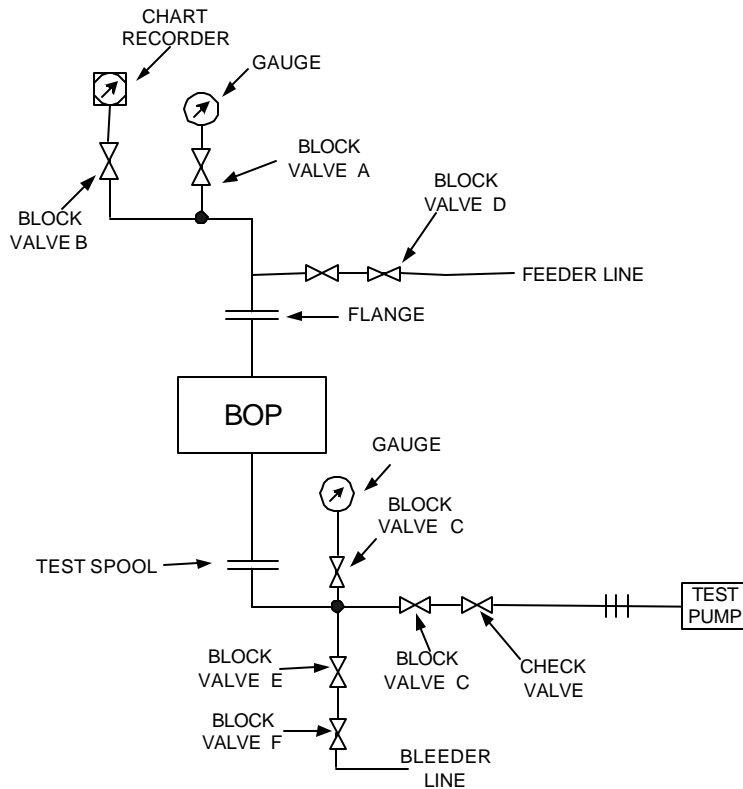 CHART
RECORDER
GAUGE
BLOCK
VALVE A
BLOCK
VALVE B
BLOCK
VALVE D
FEEDER LINE
FLANGE
BOP
GAUGE
BLOCK
VALVE C
TEST SPOOL
TEST
PUMP
BLOCK
VALVE E
BLOCK
VALVE C
CHECK
VALVE
BLOCK
VALVE F
BLEEDER
LINE